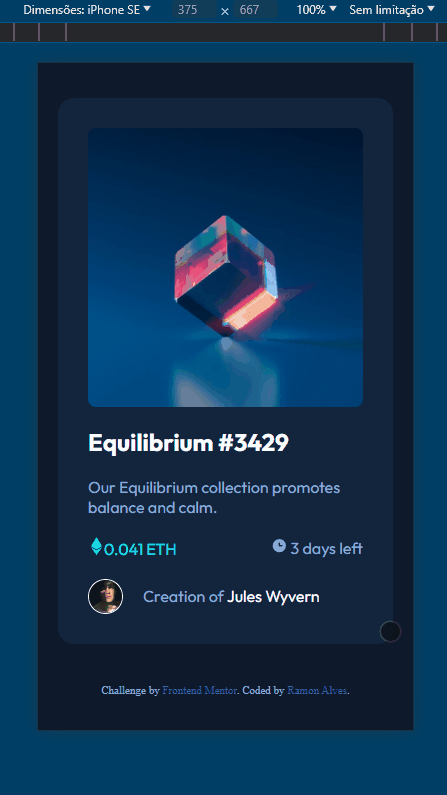 Dimensões: iPhone SE 375 × 667 100% Sem limitação
Equilibrium #3429
Our Equilibrium collection promotes
balance and calm.
0.041 ETH 3 days left
Creation of Jules Wyvern
Challenge by Frontend Mentor. Coded by Ramon Alves.